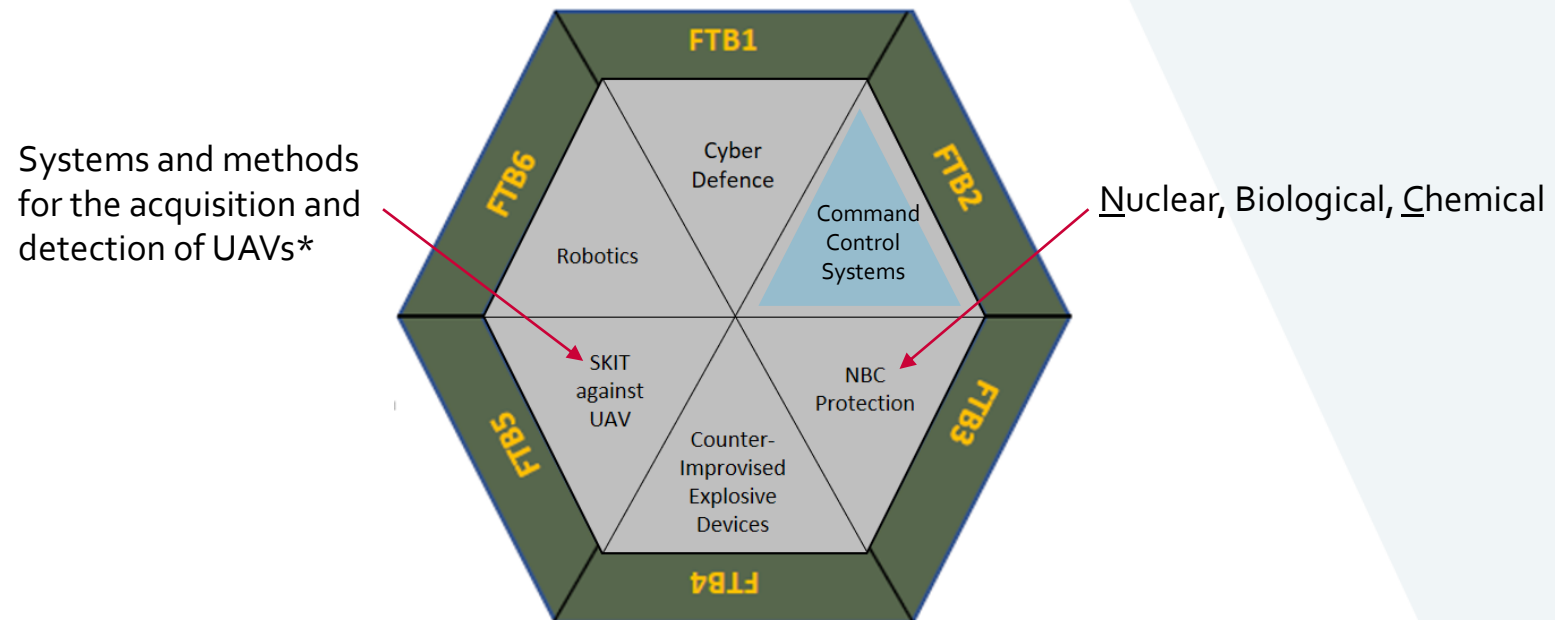 FTB1
FTB6
FTB2
Systems and methods
for the acquisition and
detection of UAVs*
Cyber
Defence
Command
Control
Systems
Nuclear, Biological, Chemical
Robotics
SKIT
against
UAV
NBC
Protection
Counter-
Improvised
Explosive
Devices
FTB5
FTB3
FTB4